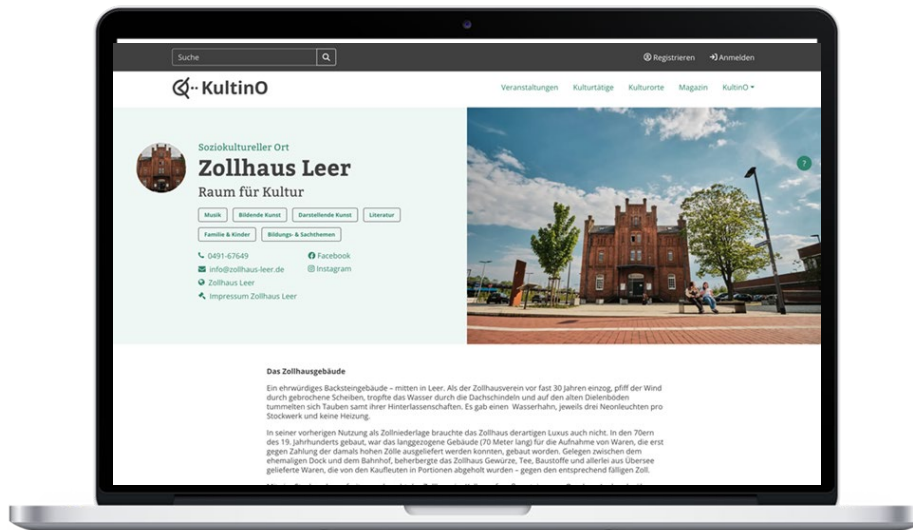 Suche
Registrieren
Anmelden
KultinO
Veranstaltungen
Kulturtätige
Kulturorte
Magazin
KultinO
Soziokultureller Ort
Zollhaus Leer
Raum für Kultur
Musik
Bildende Kunst
Darstellende Kunst
Literatur
Familie & Kinder
Bildungs- & Sachthemen
0491-67649
Facebook
info@zollhaus-leer.de
Instagram
Zollhaus Leer
Impressum Zollhaus Leer
?
Das Zollhausgebäude
Ein ehrwürdiges Backsteingebäude – mitten in Leer. Als der Zollhausverein vor fast 30 Jahren einzog, pfiff der Wind
durch gebrochene Scheiben, tropfte das Wasser durch die Dachschindeln und auf den alten Dielenböden
tummelten sich Tauben samt ihrer Hinterlassenschaften. Es gab einen Wasserhahn, jeweils drei Neonleuchten pro
Stockwerk und keine Heizung.
In seiner vorherigen Nutzung als Zollniederlage brauchte das Zollhaus derartigen Luxus auch nicht. In den 70ern
des 19. Jahrhunderts gebaut, war das langgezogene Gebäude (70 Meter lang) für die Aufnahme von Waren, die erst
gegen Zahlung der damals hohen Zölle ausgeliefert werden konnten, gebaut worden. Gelegen zwischen dem
ehemaligen Dock und dem Bahnhof, beherbergte das Zollhaus Gewürze, Tee, Baustoffe und allerlei aus Übersee
gelieferte Waren, die von den Kaufleuten in Portionen abgeholt wurden – gegen den entsprechend fälligen Zoll.